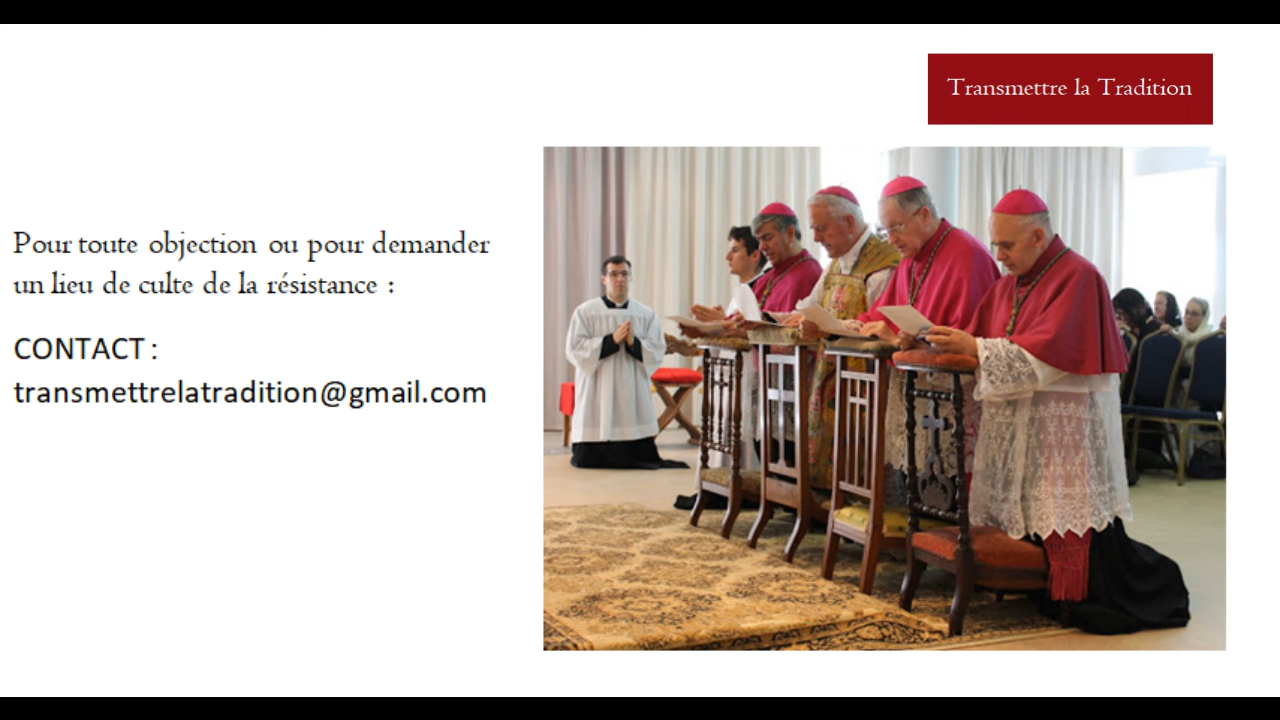 Transmettre la Tradition
Pour toute objection ou pour demander
un lieu de culte de la résistance :
CONTACT :
transmettrelatradition@gmail.com